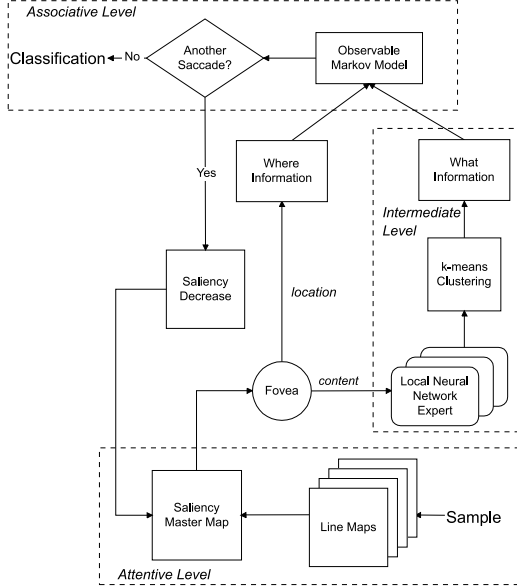 Associative Level
Classification
No
Another
Saccade?
Observable
Markov Model
Yes
Where
Information
What
Information
Intermediate
Level
Saliency
Decrease
location
k-means
Clustering
Fovea
content
Local Neural
Network
Expert
Saliency
Master Map
Line Maps
Sample
Attentive Level